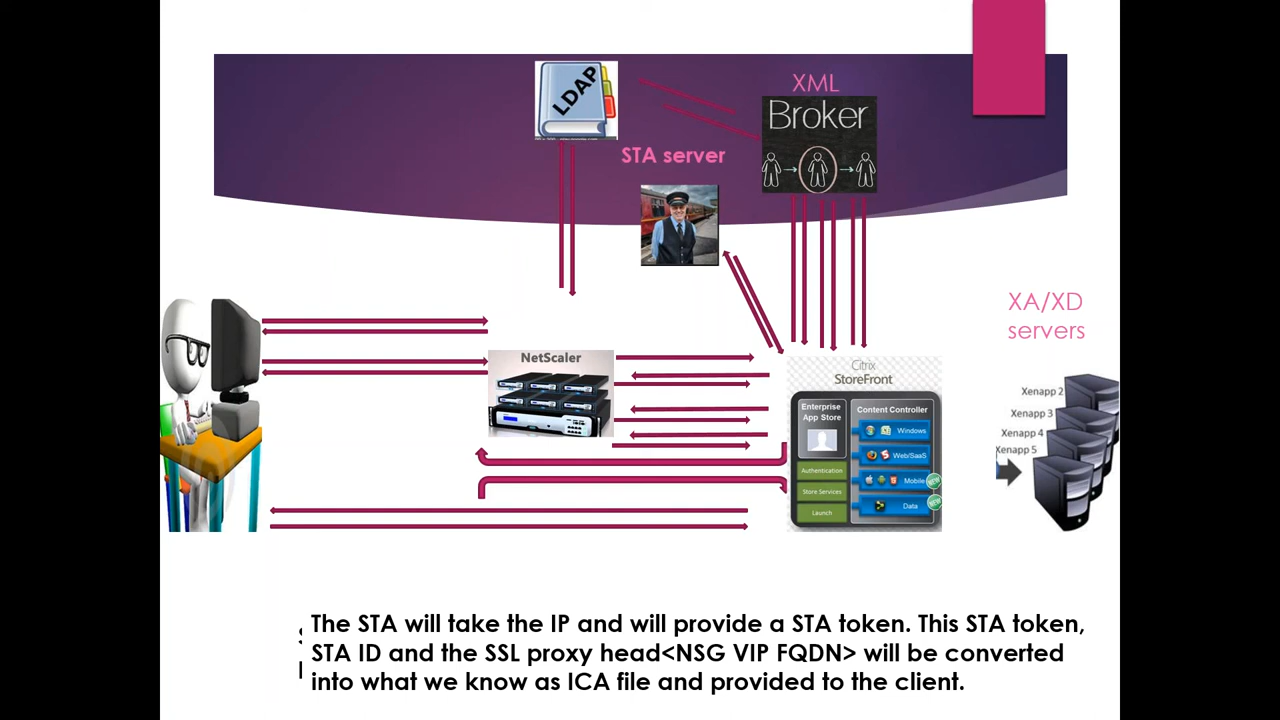 LDAP
XML
Broker
STA server
XA/XD
servers
NetScaler
Citrix
StoreFront
Enterprise
App Store
Content Controller
Windows
Web/SaaS
Authentication
Mobile
NEW
Store Services
Data
NEW
Launch
Xenapp 2
Xenapp 3
Xenapp 4
Xenapp 5
The STA will take the IP and will provide a STA token. This STA token,
STA ID and the SSL proxy head<NSG VIP FQDN> will be converted
into what we know as ICA file and provided to the client.